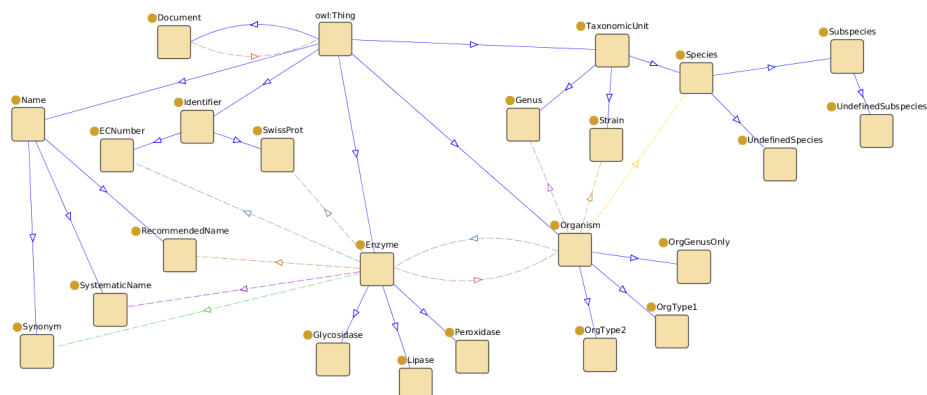 Document
owl:Thing
TaxonomicUnit
Subspecies
Species
Name
Identifier
Genus
UndefinedSubspecies
ECNumber
SwissProt
Strain
UndefinedSpecies
RecommendedName
Enzyme
Organism
OrgGenusOnly
SystematicName
OrgType1
Synonym
Glycosidase
Lipase
Peroxidase
OrgType2